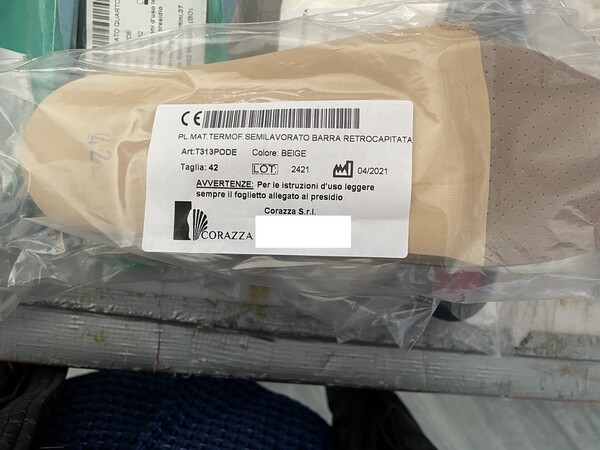 CE
PL.MAT.TERMOF.SEMILAVORATO BARRA RETROCAPITATA
Art:T313PODE Colore: BEIGE
Taglia: 42 LOT: 2421 04/2021
AVVERTENZE: Per le istruzioni d'uso leggere
sempre il foglietto allegato al presidio
Corazza S.r.l.
CORAZZA
42